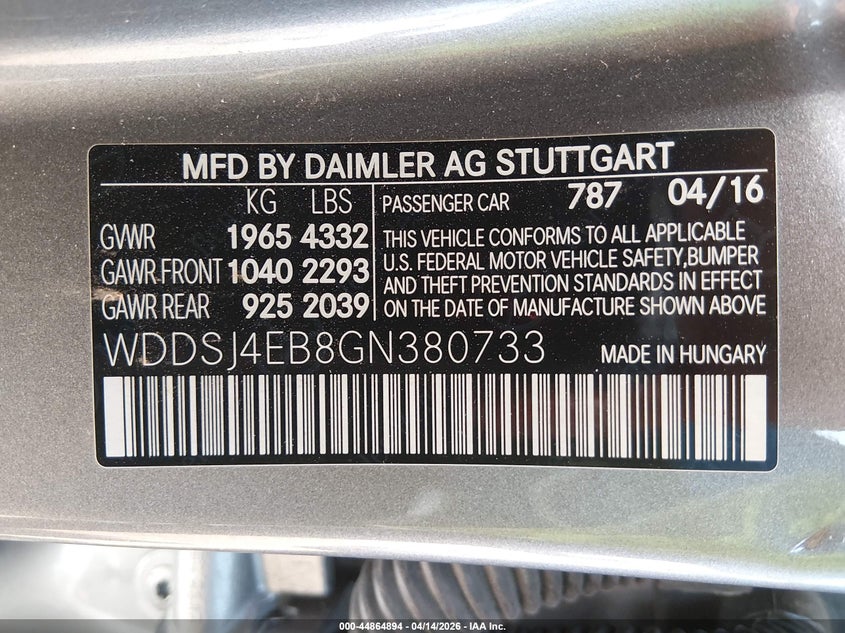 MFD BY DAIMLER AG STUTTGART
KG LBS
GVWR 1965 4332
GAWR FRONT 1040 2293
GAWR REAR 925 2039
PASSENGER CAR 787 04/16
THIS VEHICLE CONFORMS TO ALL APPLICABLE
U.S. FEDERAL MOTOR VEHICLE SAFETY,BUMPER
AND THEFT PREVENTION STANDARDS IN EFFECT
ON THE DATE OF MANUFACTURE SHOWN ABOVE
WDDSJ4EB8GN380733 MADE IN HUNGARY
000-44864894 - 04/14/2026 - IAA Inc.